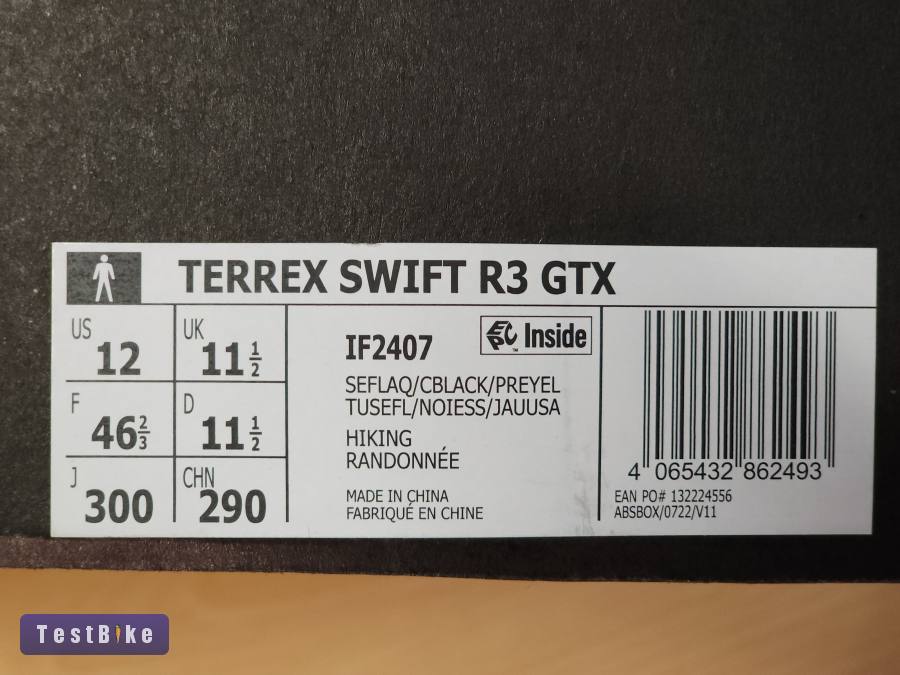 TERREX SWIFT R3 GTX
US 12
UK 11 1/2
F 46 2/3
D 11 1/2
J 300
CHN 290
IF2407
EPC Inside
™
SEFLAQ/CBLACK/PREYEL
TUSEFL/NOIESS/JAUUSA
HIKING
RANDONNÉE
MADE IN CHINA
FABRIQUÉ EN CHINE
4 065432 862493
EAN PO# 132224556
ABSBOX/0722/V11
TestBike